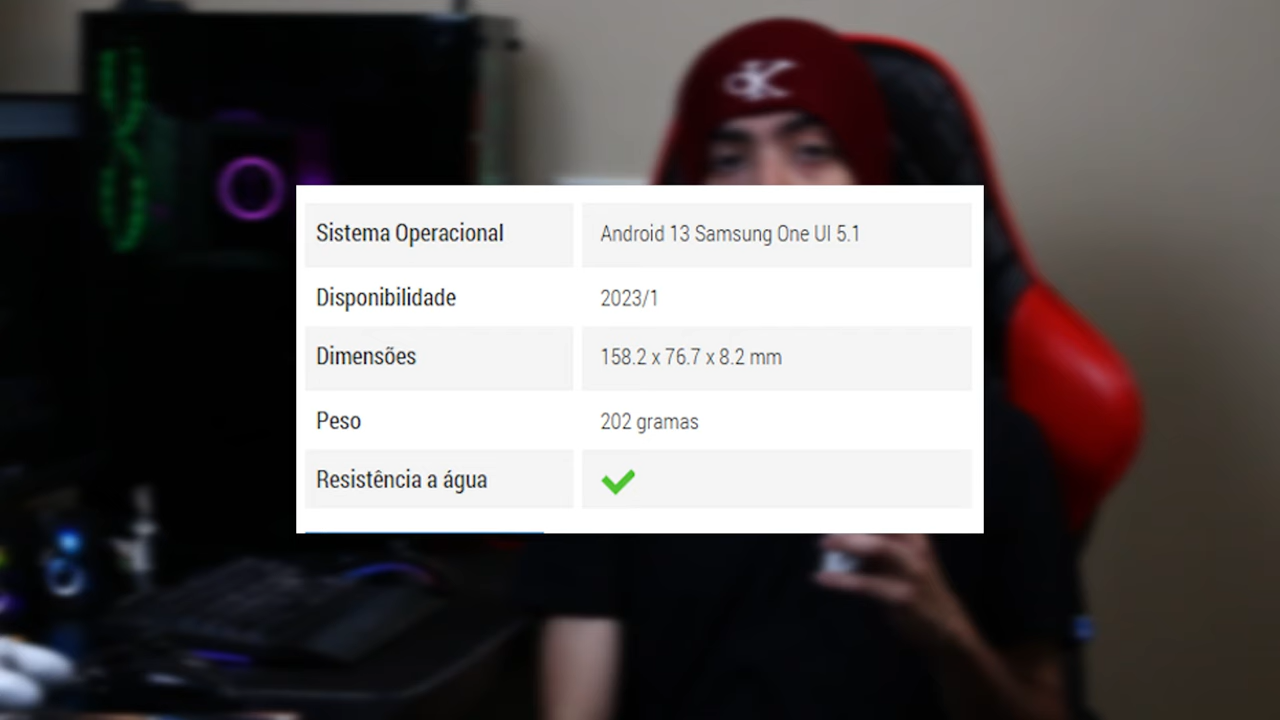 Sistema Operacional Android 13 Samsung One UI 5.1
Disponibilidade 2023/1
Dimensões 158.2 x 76.7 x 8.2 mm
Peso 202 gramas
Resistência a água